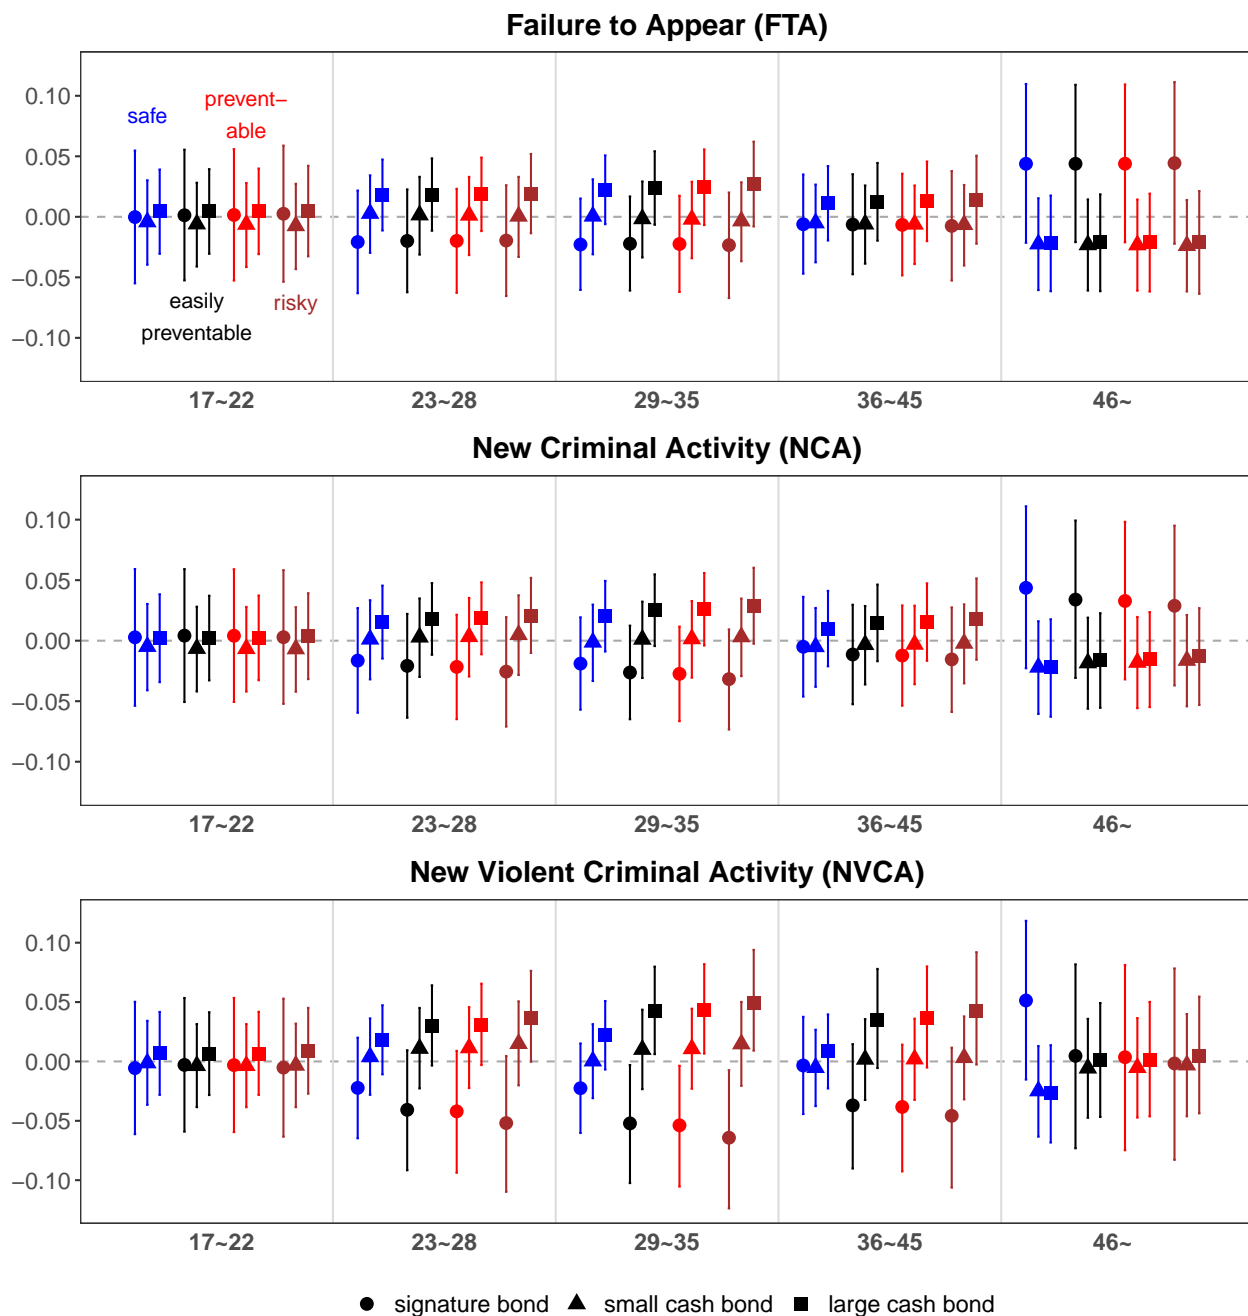 Failure to Appear (FTA)
0.10
0.05
0.00
−0.05
−0.10
safe
prevent−
able
easily
preventable
risky
17~22 23~28 29~35 36~45 46~
New Criminal Activity (NCA)
0.10
0.05
0.00
−0.05
−0.10
17~22 23~28 29~35 36~45 46~
New Violent Criminal Activity (NVCA)
0.10
0.05
0.00
−0.05
−0.10
17~22 23~28 29~35 36~45 46~
signature bond small cash bond large cash bond